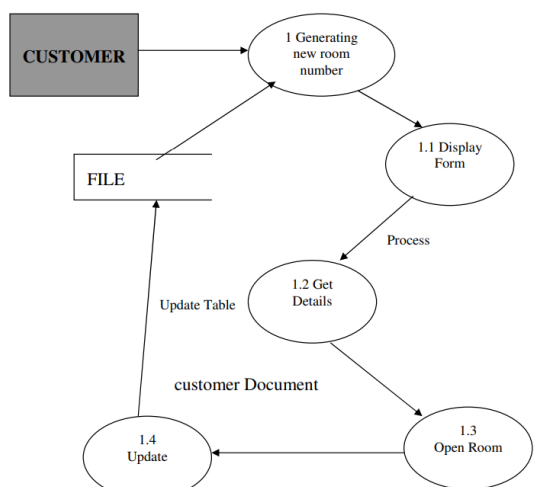 CUSTOMER
1 Generating
new room
number
1.1 Display
Form
FILE
Process
1.2 Get
Details
Update Table
customer Document
1.3
Open Room
1.4
Update